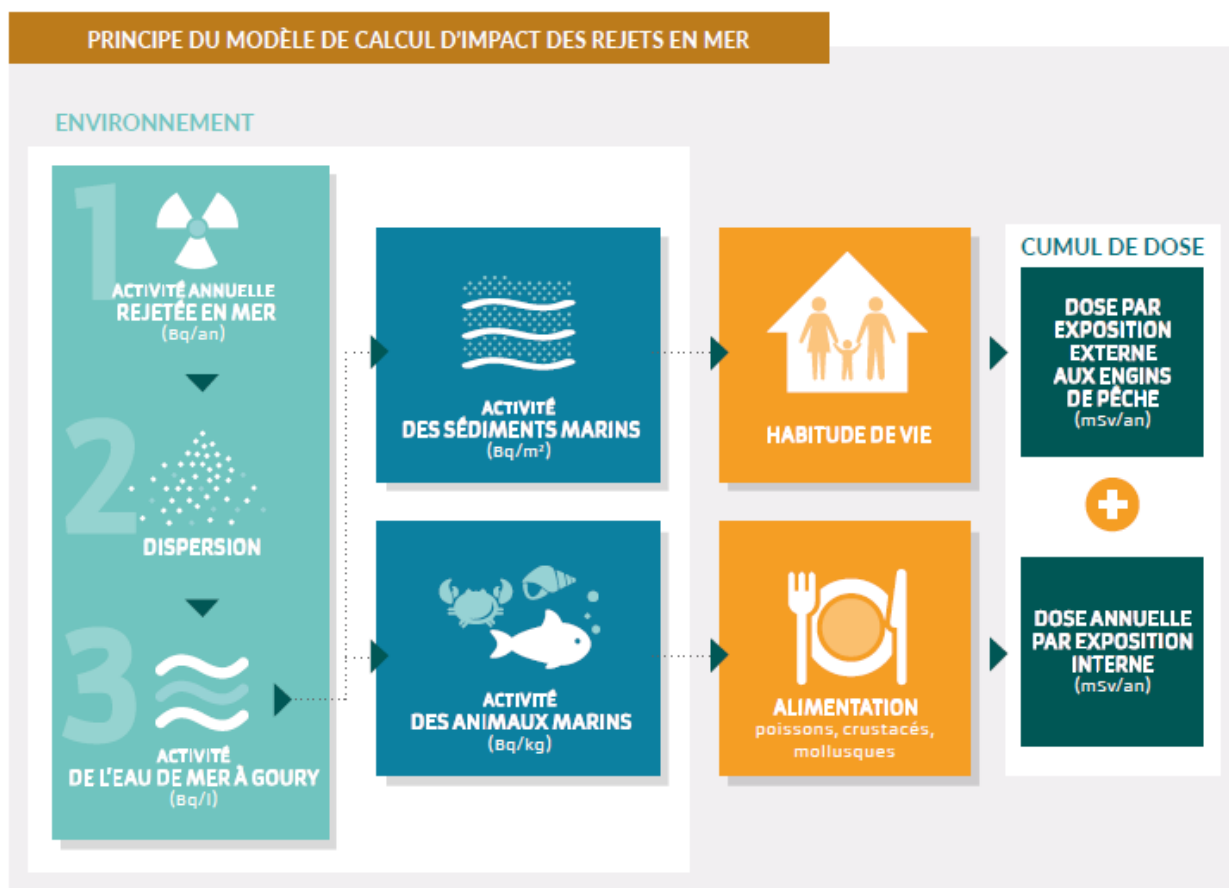 PRINCIPE DU MODÈLE DE CALCUL D'IMPACT DES REJETS EN MER
ENVIRONNEMENT
1
ACTIVITÉ ANNUELLE
REJETÉE EN MER
(Bq/an)
2
DISPERSION
3
ACTIVITÉ
DE L'EAU DE MER À GOURY
(Bq/l)
ACTIVITÉ
DES SÉDIMENTS MARINS
(Bq/m²)
ACTIVITÉ
DES ANIMAUX MARINS
(Bq/kg)
HABITUDE DE VIE
ALIMENTATION
poissons, crustacés,
mollusques
CUMUL DE DOSE
DOSE PAR
EXPOSITION
EXTERNE
AUX ENGINS
DE PÊCHE
(mSv/an)
+
DOSE ANNUELLE
PAR EXPOSITION
INTERNE
(mSv/an)